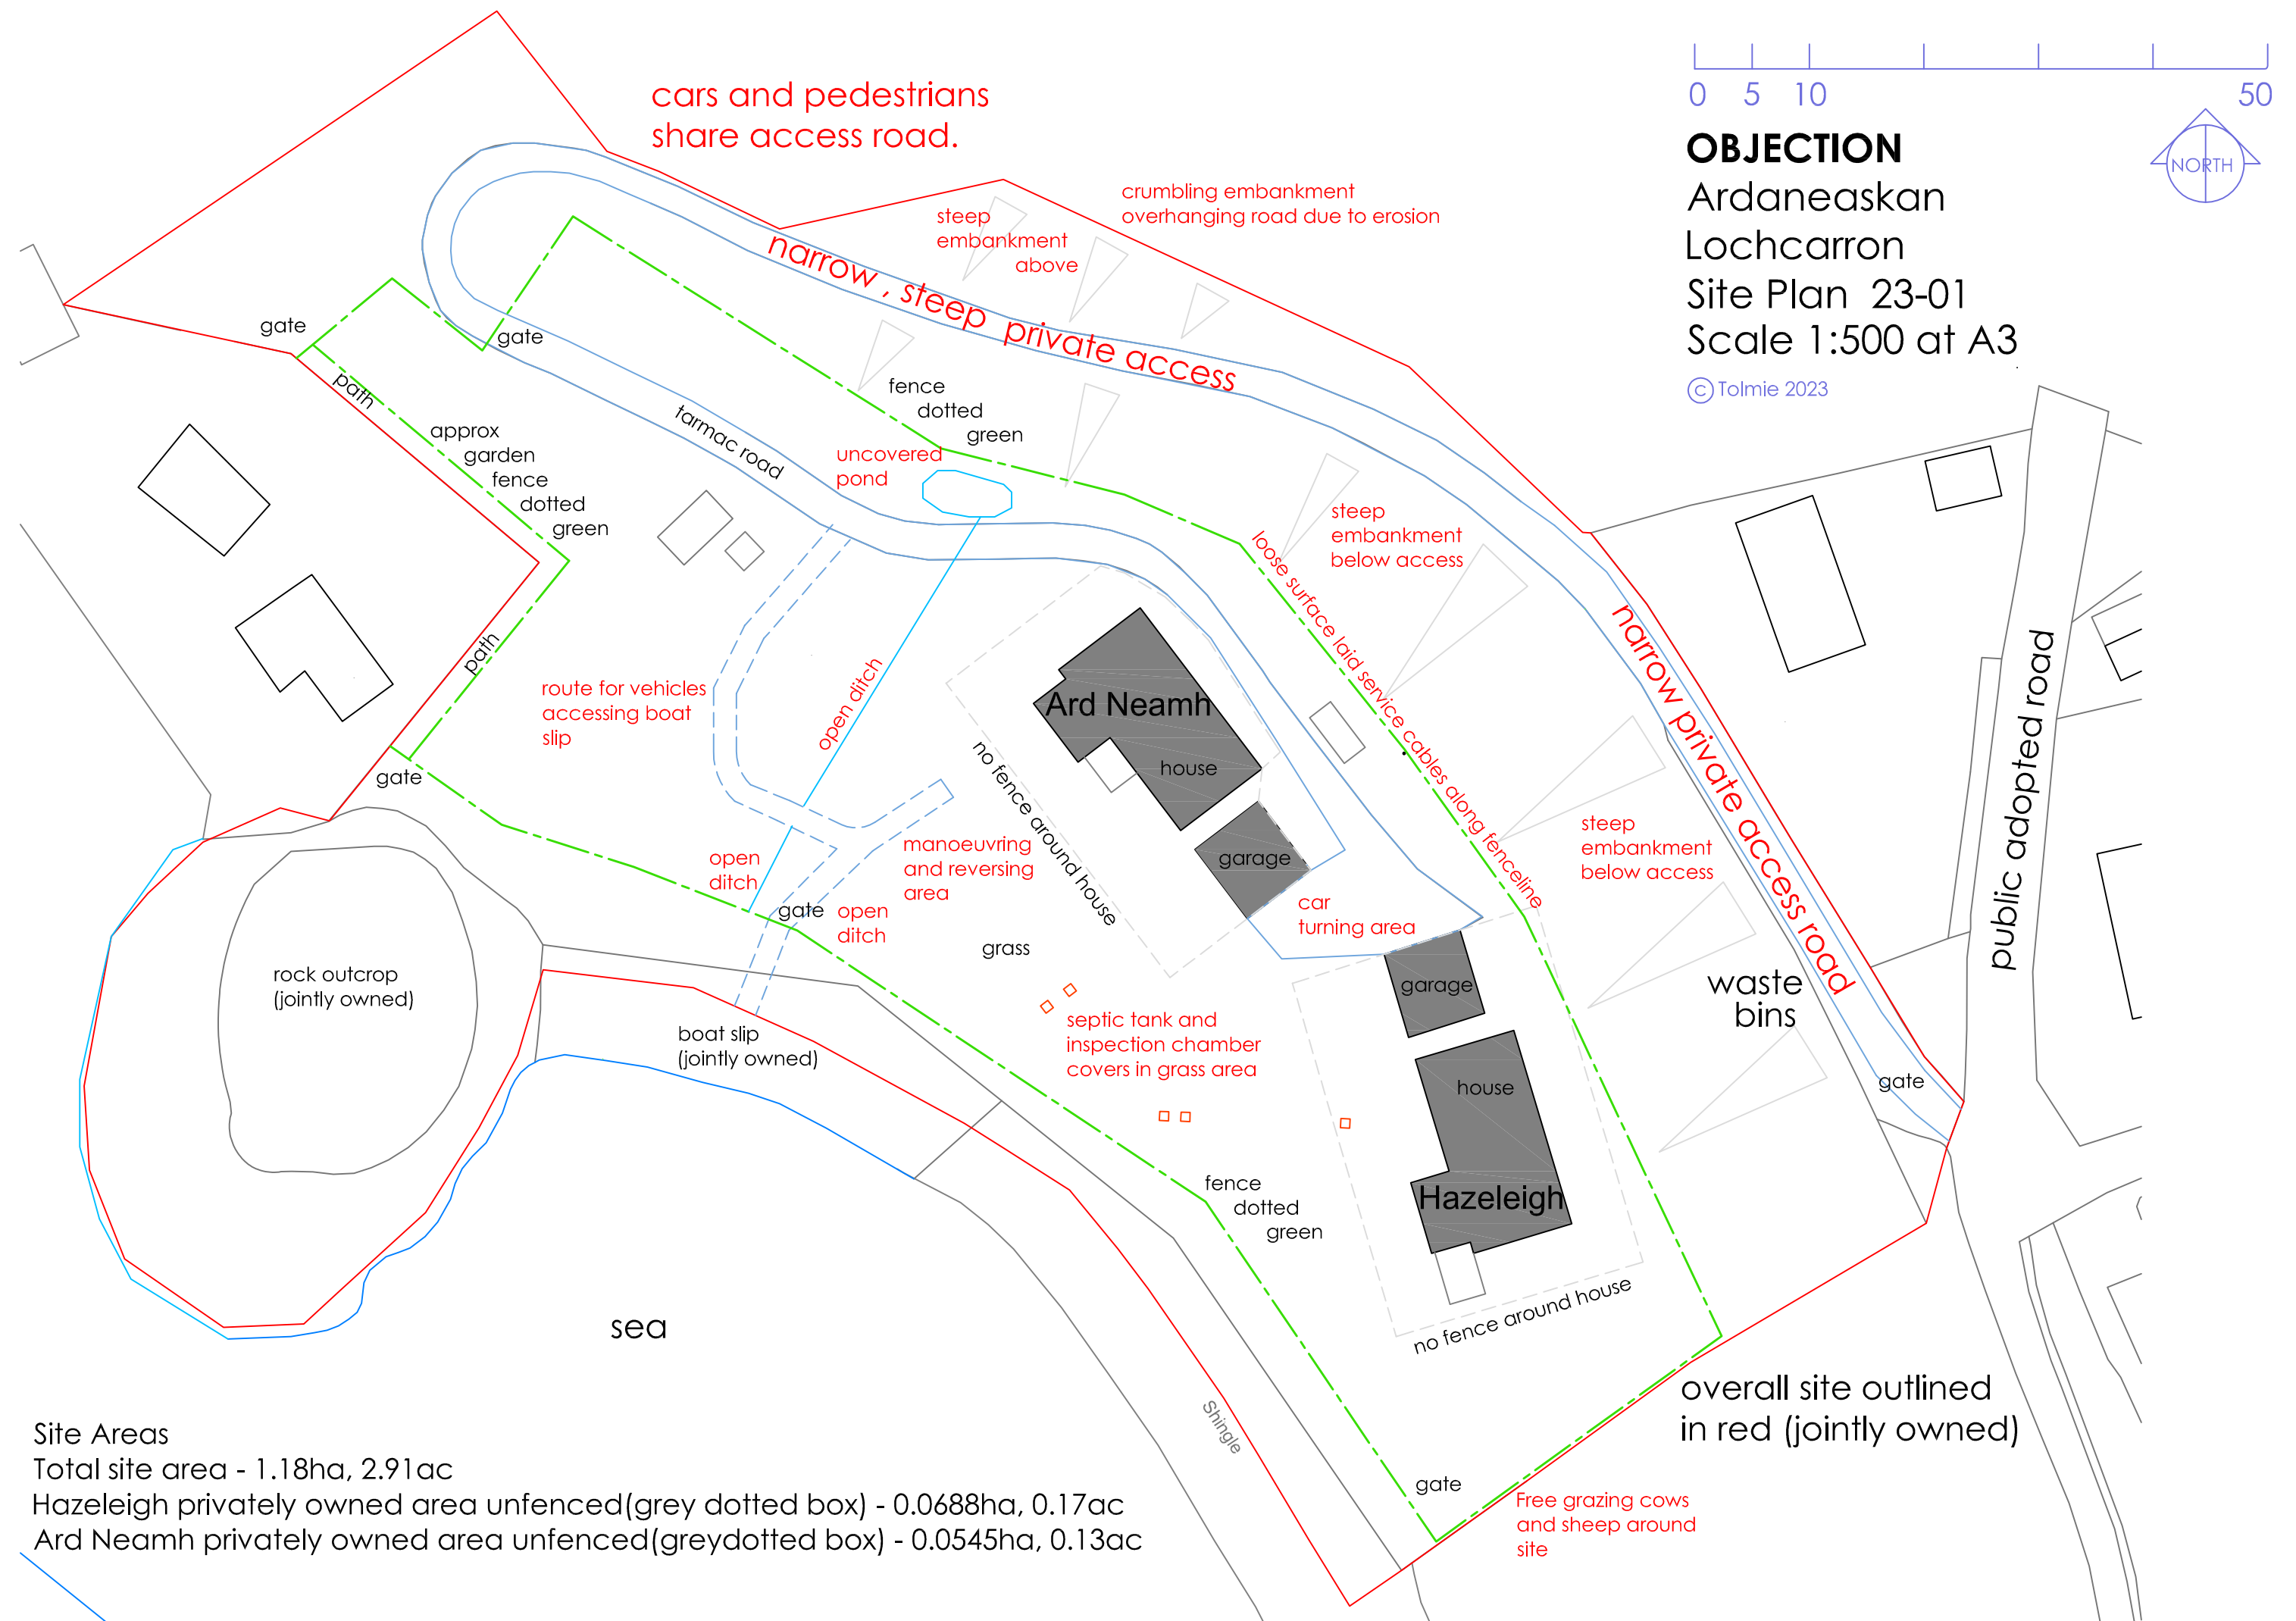 cars and pedestrians
share access road.
0 5 10 50
OBJECTION
Ardaneaskan
Lochcarron
Site Plan 23-01
Scale 1:500 at A3
© Tolmie 2023
NORTH
crumbling embankment
overhanging road due to erosion
steep
embankment
above
narrow , steep private access
gate
gate
path
fence
dotted
green
approx
garden
fence
dotted
green
tarmac road
uncovered
pond
steep
embankment
below access
loose surface laid service cables along fenceline
narrow private access road
public adopted road
path
route for vehicles
accessing boat
slip
open ditch
Ard Neamh
house
no fence around house
gate
open
ditch
manoeuvring
and reversing
area
garage
steep
embankment
below access
gate
open
ditch
car
turning area
grass
rock outcrop
(jointly owned)
garage
waste
bins
boat slip
(jointly owned)
septic tank and
inspection chamber
covers in grass area
house
gate
fence
dotted
green
Hazeleigh
no fence around house
sea
overall site outlined
in red (jointly owned)
Shingle
gate
Free grazing cows
and sheep around
site
Site Areas
Total site area - 1.18ha, 2.91ac
Hazeleigh privately owned area unfenced(grey dotted box) - 0.0688ha, 0.17ac
Ard Neamh privately owned area unfenced(greydotted box) - 0.0545ha, 0.13ac